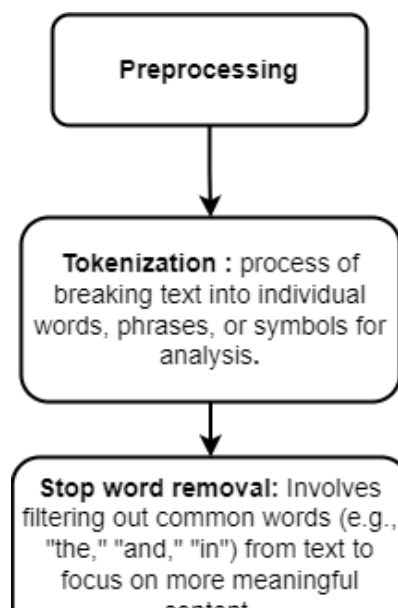 Preprocessing
Tokenization : process of
breaking text into individual
words, phrases, or symbols for
analysis.
Stop word removal: Involves
filtering out common words (e.g.,
"the," "and," "in") from text to
focus on more meaningful